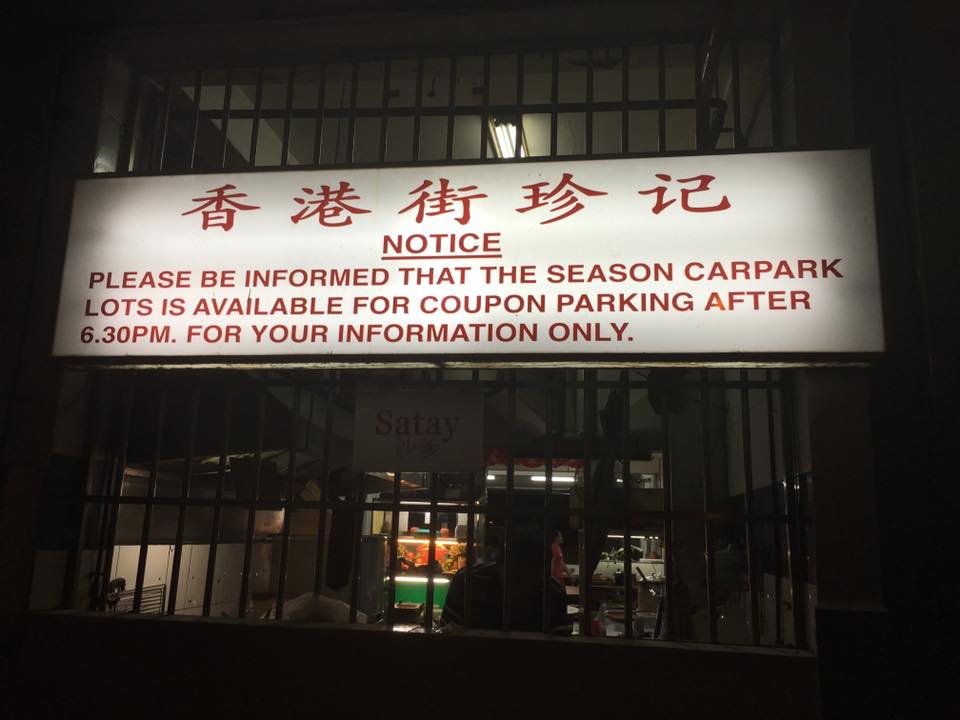 香港街珍记
NOTICE
PLEASE BE INFORMED THAT THE SEASON CARPARK
LOTS IS AVAILABLE FOR COUPON PARKING AFTER
6.30PM. FOR YOUR INFORMATION ONLY.
Satay
沙爹